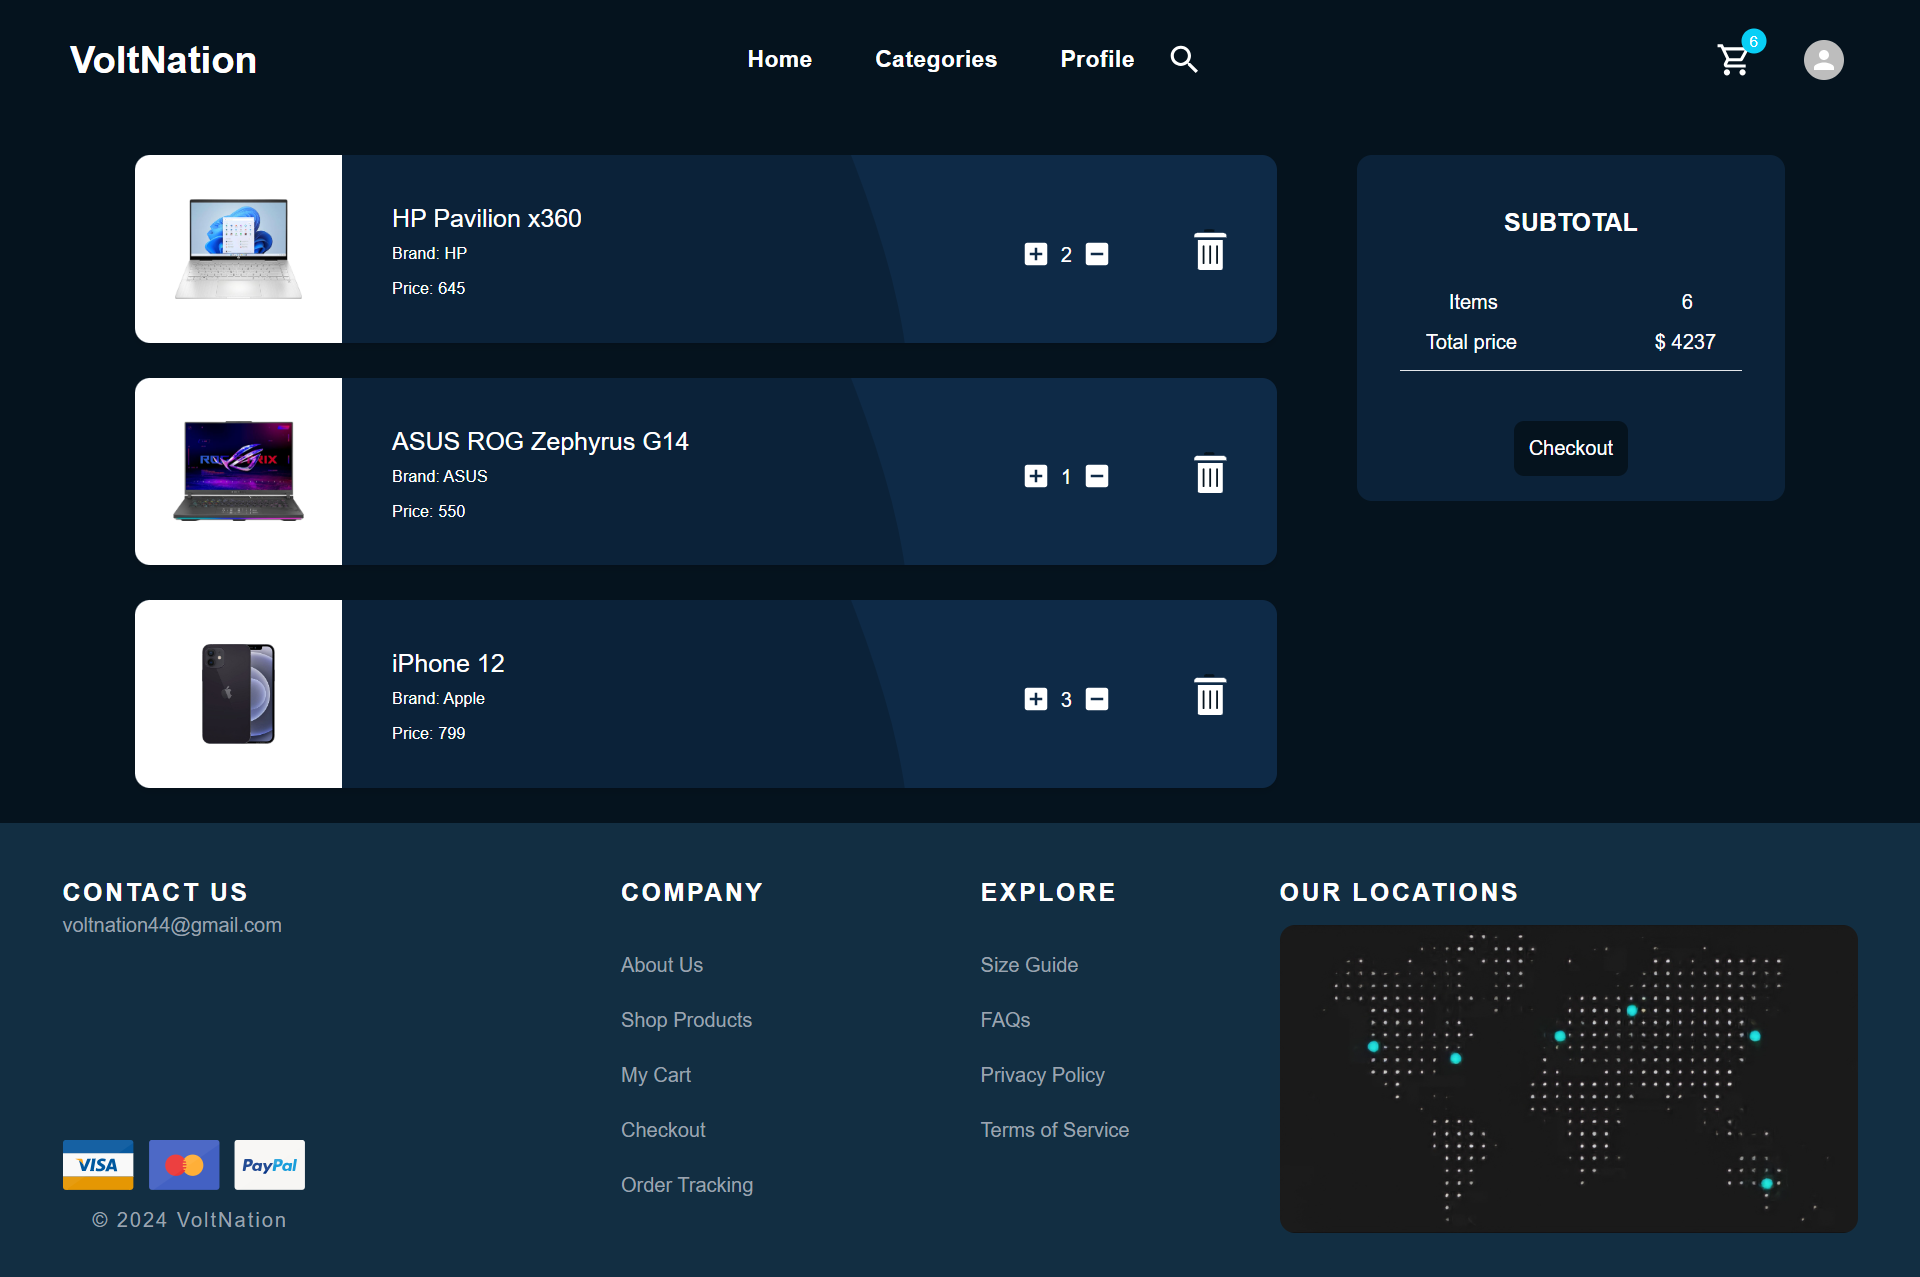 VoltNation
Home
Categories
Profile
6
HP Pavilion x360
Brand: HP
Price: 645
2
ASUS ROG Zephyrus G14
Brand: ASUS
Price: 550
1
iPhone 12
Brand: Apple
Price: 799
3
SUBTOTAL
Items 6
Total price $ 4237
Checkout
CONTACT US
voltnation44@gmail.com
VISA
PayPal
© 2024 VoltNation
COMPANY
About Us
Shop Products
My Cart
Checkout
Order Tracking
EXPLORE
Size Guide
FAQs
Privacy Policy
Terms of Service
OUR LOCATIONS